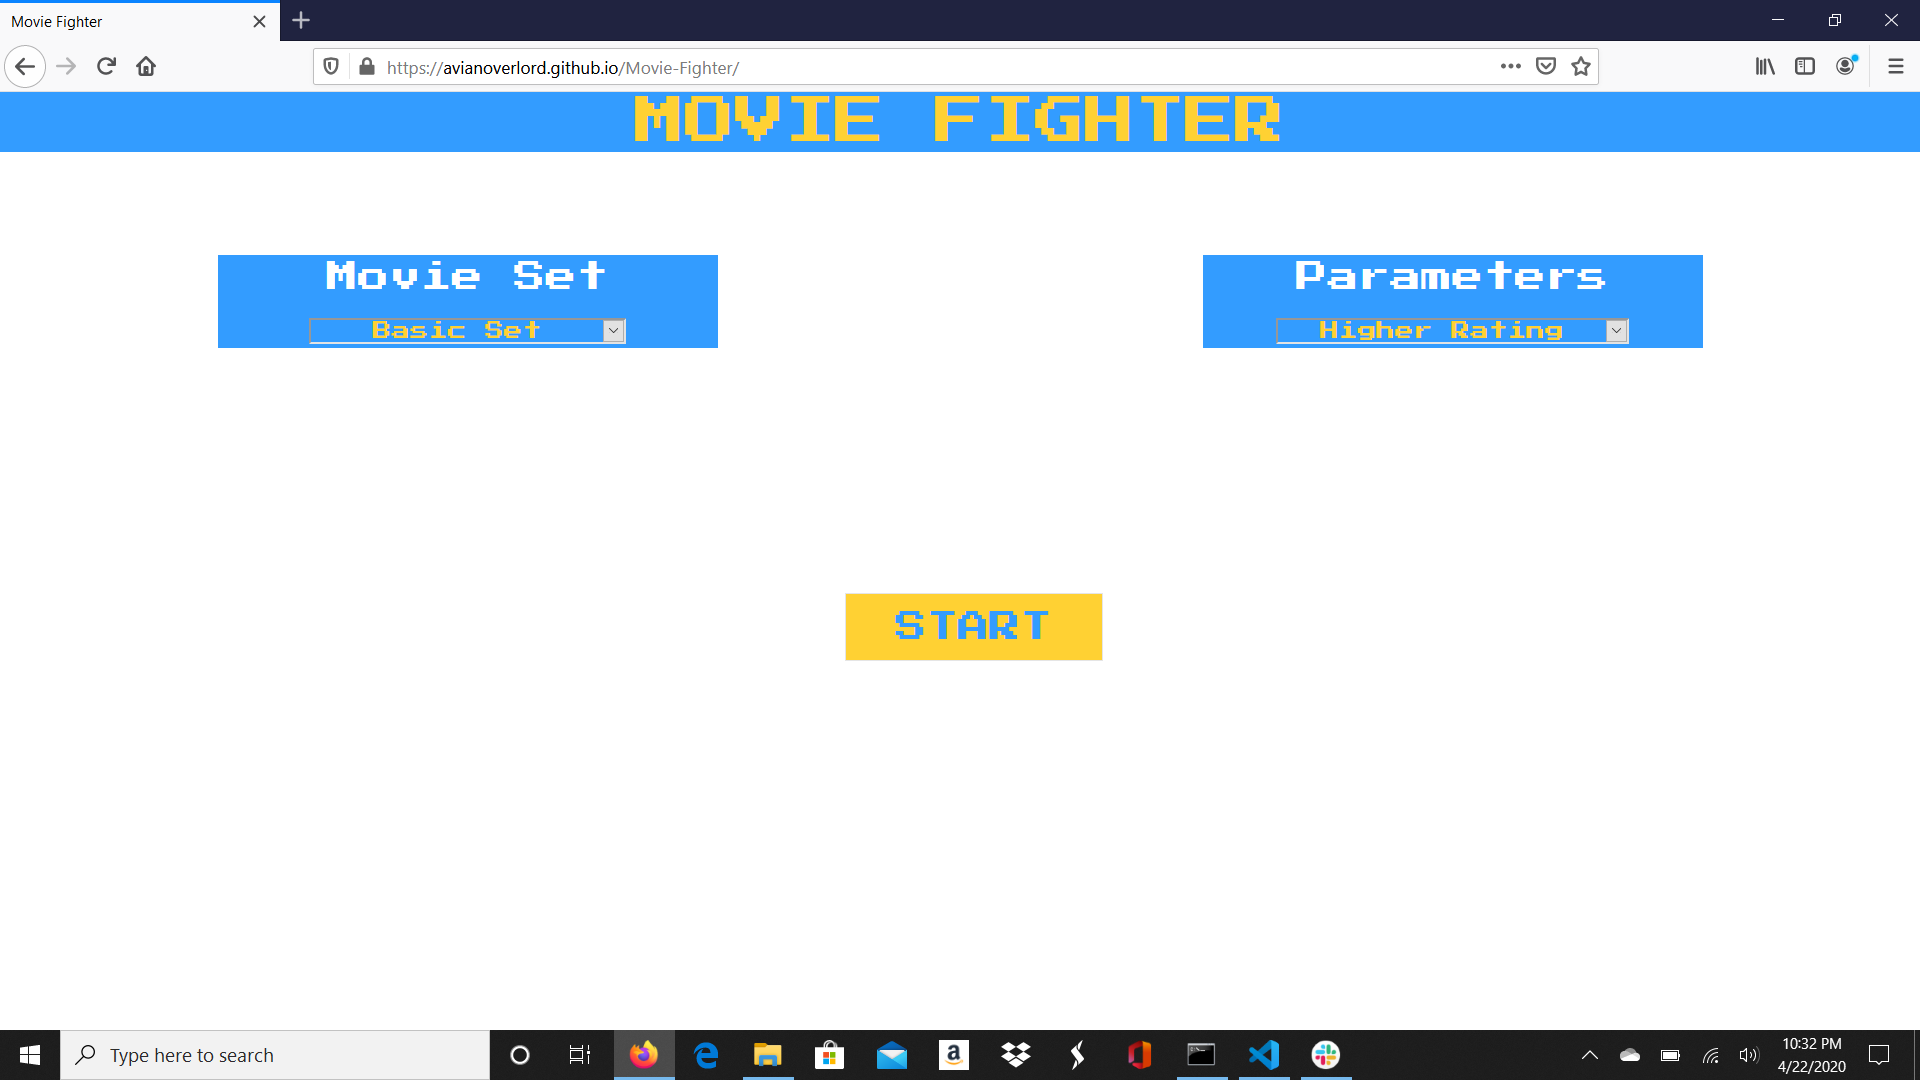 Movie Fighter
https://avianoverlord.github.io/Movie-Fighter/
MOVIE FIGHTER
Movie Set
Basic Set
Parameters
Higher Rating
START
Type here to search
10:32 PM
4/22/2020